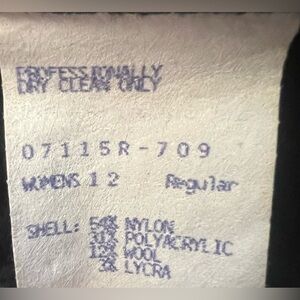 PROFESSIONALLY
DRY CLEAN ONLY
07115R-709
WOMENS 12 Regular
SHELL: 54% NYLON
POLYACRYLIC
WOOL
3% LYCRA